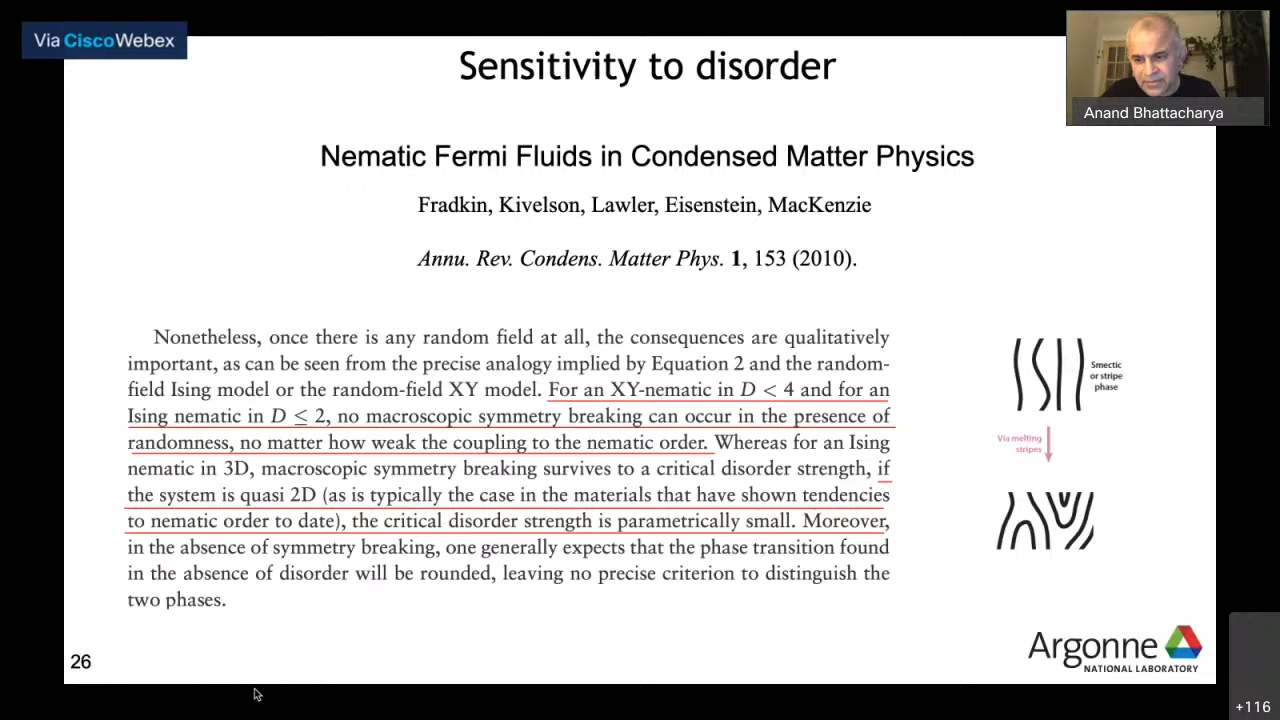 Via Cisco Webex
Sensitivity to disorder
Anand Bhattacharya
Nematic Fermi Fluids in Condensed Matter Physics
Fradkin, Kivelson, Lawler, Eisenstein, MacKenzie
Annu. Rev. Condens. Matter Phys. 1, 153 (2010).
Nonetheless, once there is any random field at all, the consequences are qualitatively
important, as can be seen from the precise analogy implied by Equation 2 and the random-
field Ising model or the random-field XY model. For an XY-nematic in D < 4 and for an
Ising nematic in D ≤ 2, no macroscopic symmetry breaking can occur in the presence of
randomness, no matter how weak the coupling to the nematic order. Whereas for an Ising
nematic in 3D, macroscopic symmetry breaking survives to a critical disorder strength, if
the system is quasi 2D (as is typically the case in the materials that have shown tendencies
to nematic order to date), the critical disorder strength is parametrically small. Moreover,
in the absence of symmetry breaking, one generally expects that the phase transition found
in the absence of disorder will be rounded, leaving no precise criterion to distinguish the
two phases.
Smectic
or stripe
phase
Via melting
stripes
26
Argonne
NATIONAL LABORATORY
+116